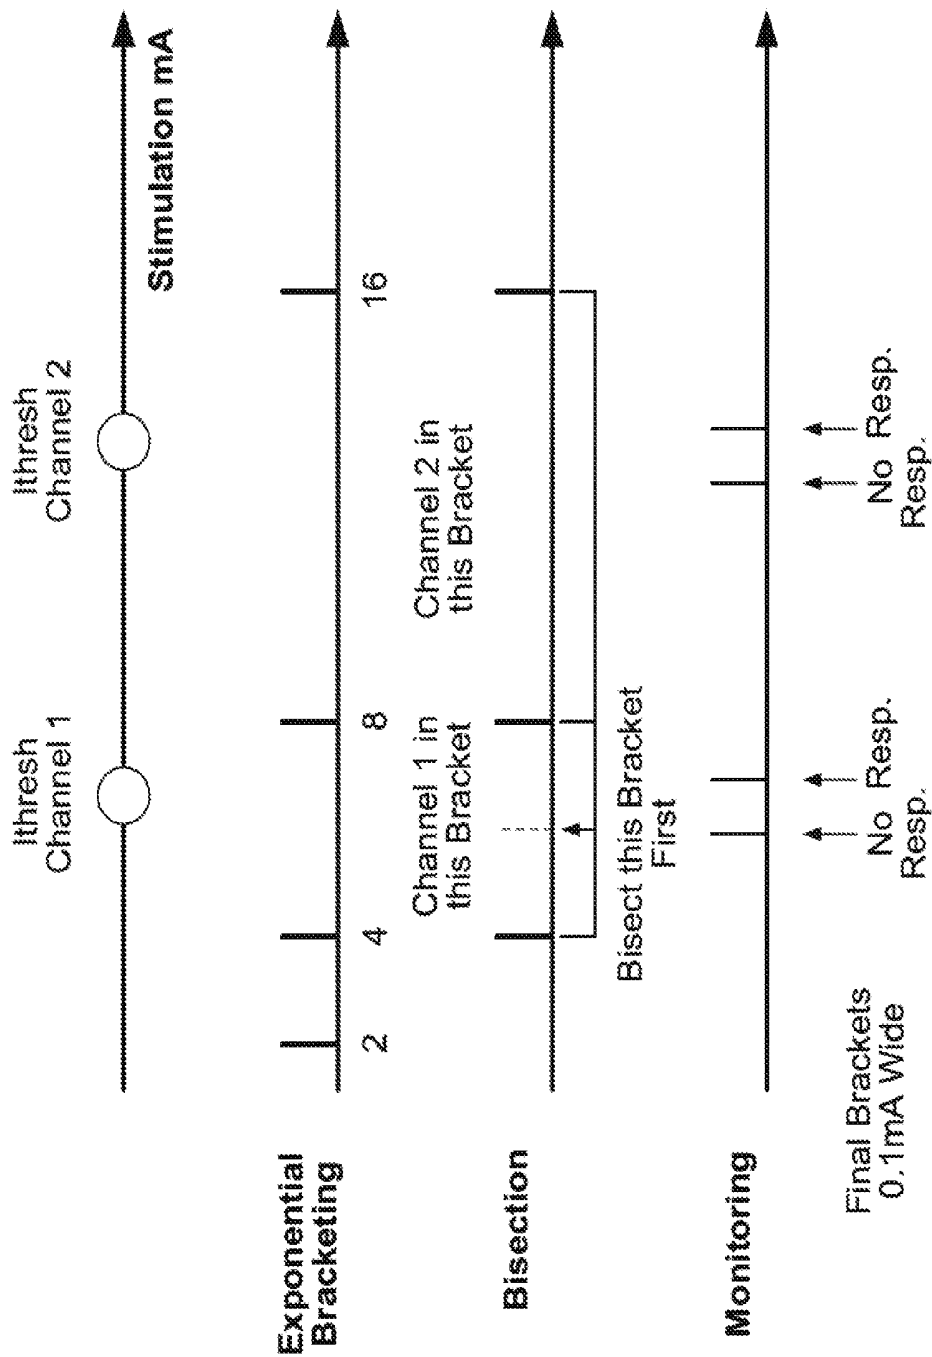 Ithresh
Channel 1
Ithresh
Channel 2
Stimulation mA
Exponential
Bracketing
2
4
8
16
Bisection
Channel 1 in
this Bracket
Channel 2 in
this Bracket
Bisect this Bracket
First
Monitoring
Final Brackets
0.1mA Wide
No
Resp.
Resp.
No
Resp.
Resp.